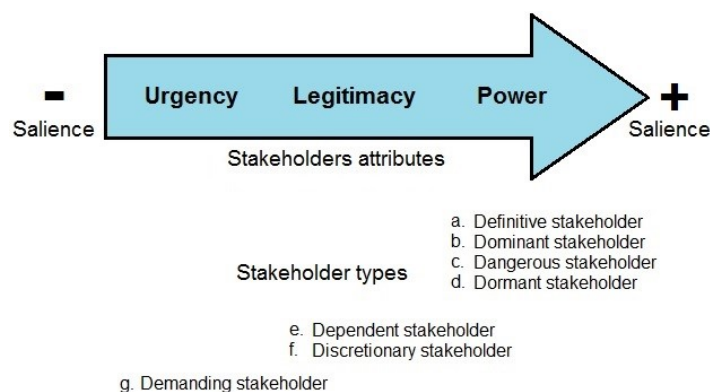 - Urgency Legitimacy Power +
Salience Salience
Stakeholders attributes
a. Definitive stakeholder
b. Dominant stakeholder
c. Dangerous stakeholder
Stakeholder types
d. Dormant stakeholder
e. Dependent stakeholder
f. Discretionary stakeholder
g. Demanding stakeholder